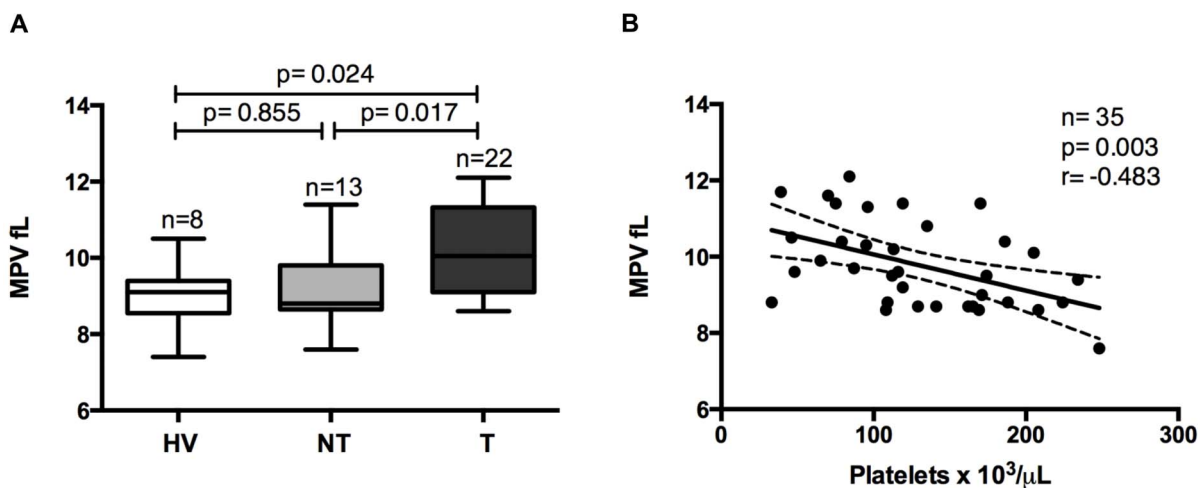 A
p= 0.024
p= 0.855
p= 0.017
n=8
n=13
n=22
14
12
10
8
6
MPV fL
HV
NT
T
B
n= 35
p= 0.003
r= -0.483
14
12
10
8
6
MPV fL
0
100
200
300
Platelets x 10³/μL